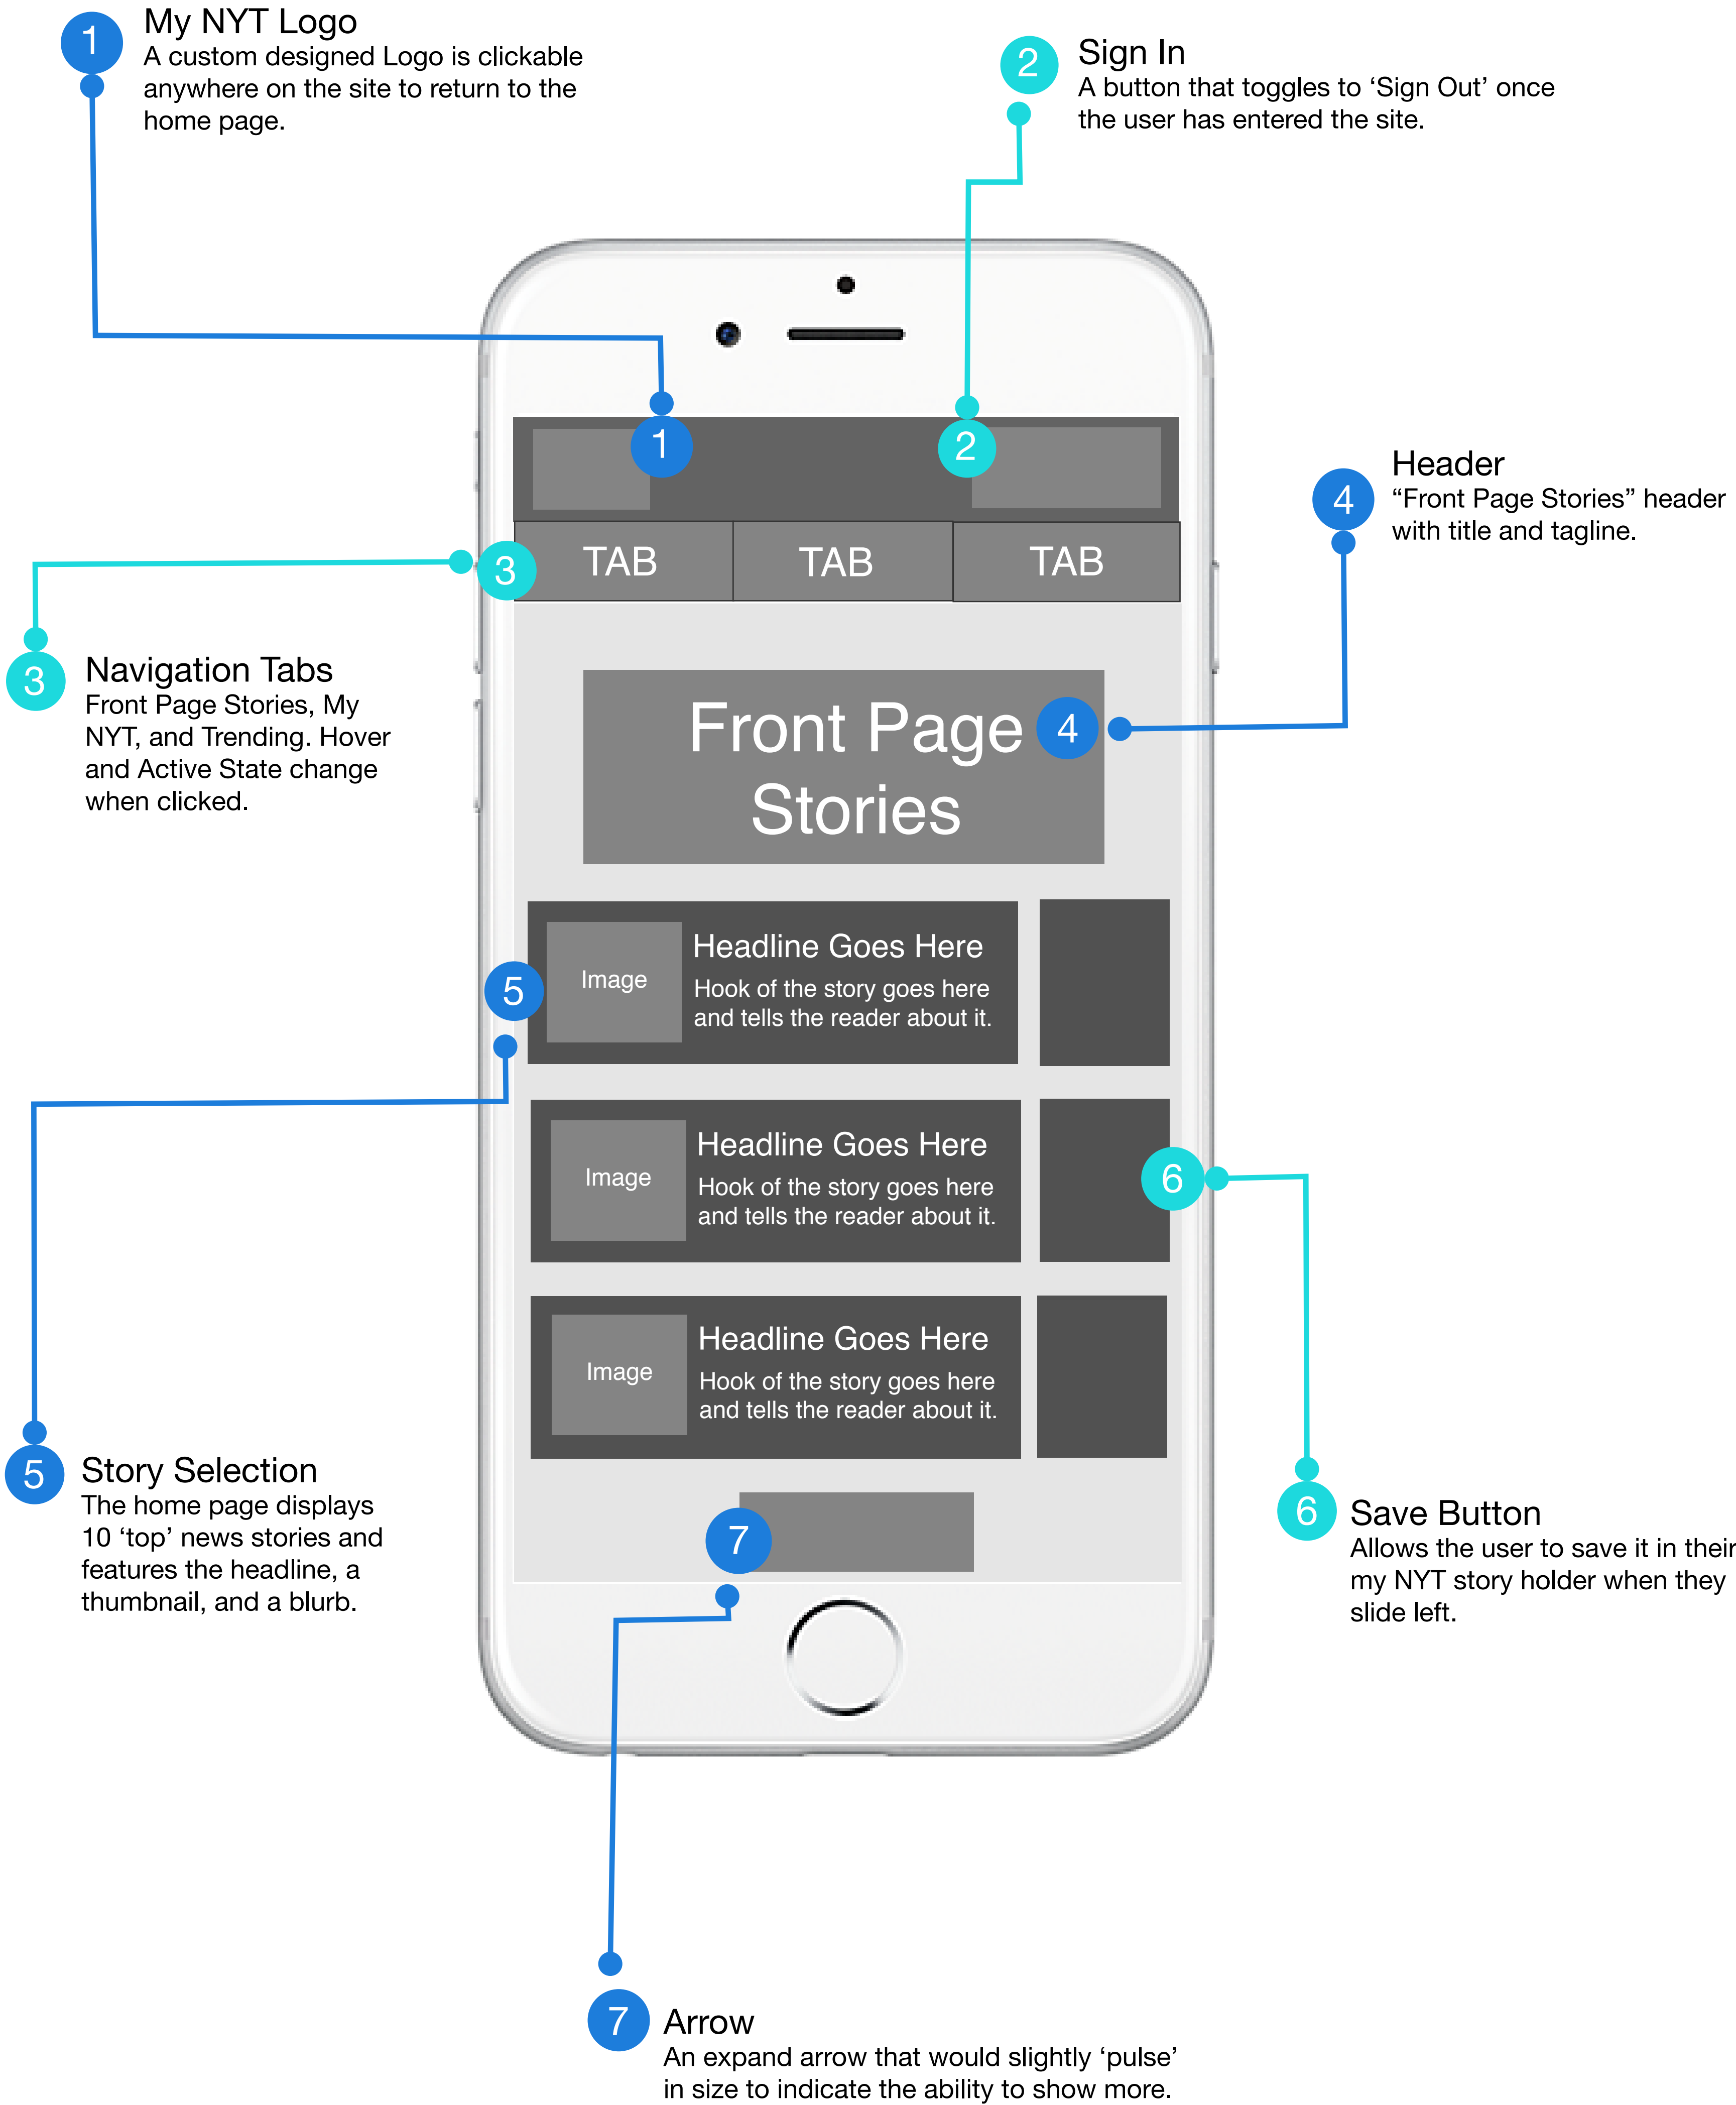 1
My NYT Logo
A custom designed Logo is clickable
anywhere on the site to return to the
home page.
2
Sign In
A button that toggles to ‘Sign Out’ once
the user has entered the site.
1
2
4
Header
“Front Page Stories” header
with title and tagline.
3
TAB
TAB
TAB
3
Navigation Tabs
Front Page Stories, My
NYT, and Trending. Hover
and Active State change
when clicked.
Front Page
Stories
4
5
Image
Headline Goes Here
Hook of the story goes here
and tells the reader about it.
Image
Headline Goes Here
Hook of the story goes here
and tells the reader about it.
6
Image
Headline Goes Here
Hook of the story goes here
and tells the reader about it.
5
Story Selection
The home page displays
10 ‘top’ news stories and
features the headline, a
thumbnail, and a blurb.
6
Save Button
Allows the user to save it in their
my NYT story holder when they
slide left.
7
7
Arrow
An expand arrow that would slightly ‘pulse’
in size to indicate the ability to show more.